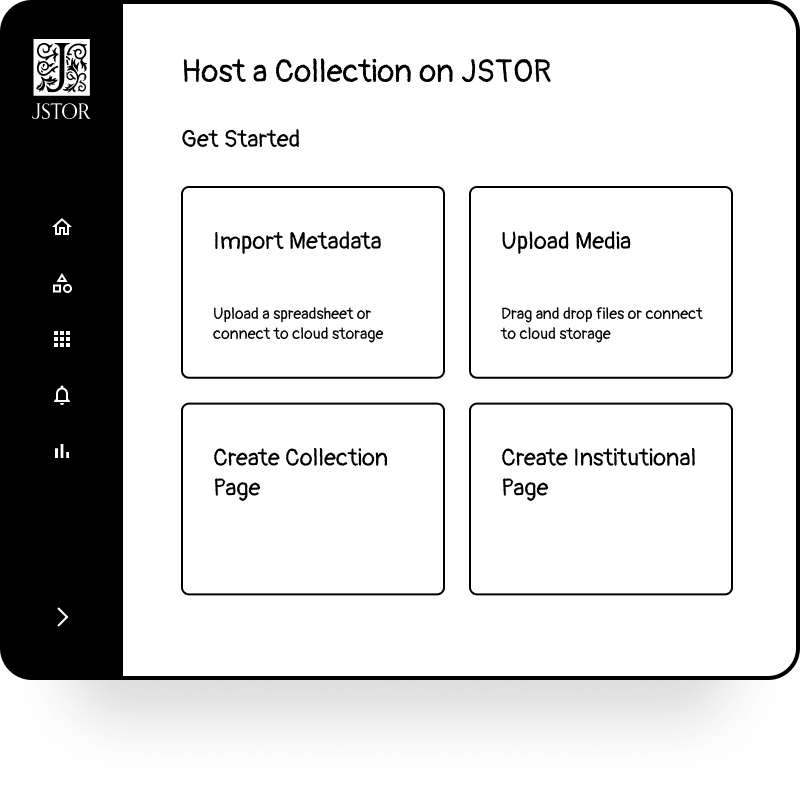 JSTOR
Host a Collection on JSTOR
Get Started
Import Metadata
Upload a spreadsheet or
connect to cloud storage
Upload Media
Drag and drop files or connect
to cloud storage
Create Collection
Page
Create Institutional
Page